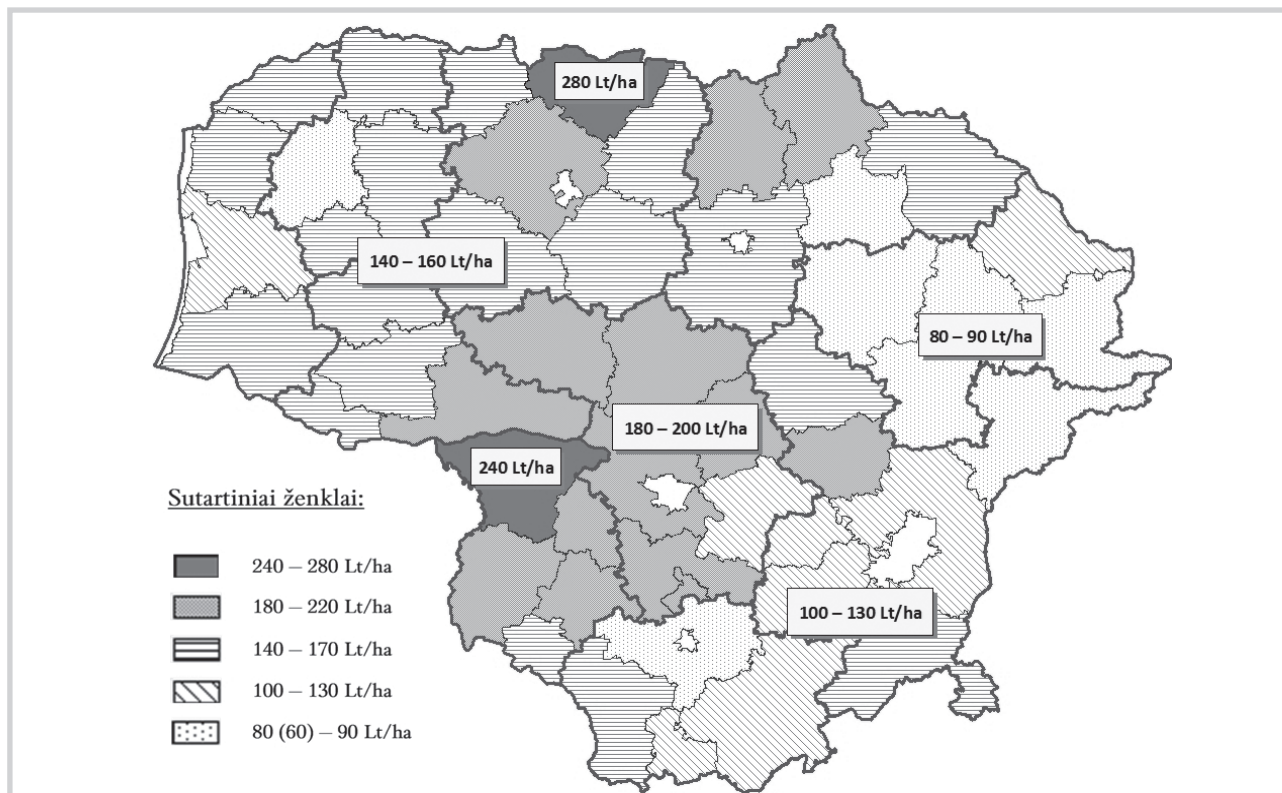 280 Lt/ha
140 – 160 Lt/ha
80 – 90 Lt/ha
180 – 200 Lt/ha
240 Lt/ha
100 – 130 Lt/ha
Sutartiniai ženklai:
240 – 280 Lt/ha
180 – 220 Lt/ha
140 – 170 Lt/ha
100 – 130 Lt/ha
80 (60) – 90 Lt/ha